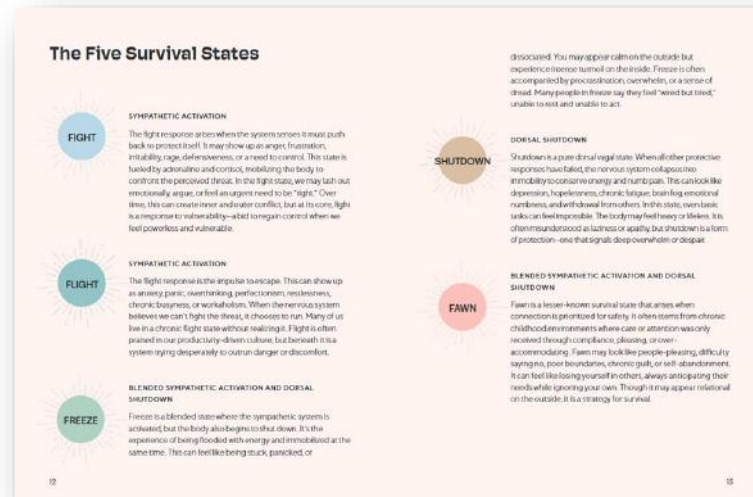 The Five Survival States
FIGHT
SYMPATHETIC ACTIVATION
The fight response arises when the system senses it must push
back to protect itself. It may show up as anger, frustration,
irritability, rage, defensiveness, or a need to control. This state is
fueled by adrenaline and cortisol, mobilizing the body to
confront the perceived threat. In the fight state, we may lash out
emotionally, argue, or feel an urgent need to be "right." Over
time, this can create inner and outer conflict, but at its core, fight
is a response to vulnerability—a bid to regain control when we
feel powerless and vulnerable.
FLIGHT
SYMPATHETIC ACTIVATION
The flight response is the impulse to escape. This can show up
as anxiety, panic, overthinking, perfectionism, restlessness,
chronic busyness, or workaholism. When the nervous system
believes we can't fight the threat, it chooses to run. Many of us
live in a chronic flight state without realizing it. Flight is often
praised in our productivity-driven culture, but beneath it is a
system trying desperately to outrun danger or discomfort.
FREEZE
BLENDED SYMPATHETIC ACTIVATION AND DORSAL
SHUTDOWN
Freeze is a blended state where the sympathetic system is
activated, but the body also begins to shut down. It's the
experience of being flooded with energy and immobilized at the
same time. This can feel like being stuck, panicked, or
12
dissociated. You may appear calm on the outside but
experience intense turmoil on the inside. Freeze is often
accompanied by procrastination, overwhelm, or a sense of
dread. Many people in freeze say they feel "wired but tired,"
unable to rest and unable to act.
SHUTDOWN
DORSAL SHUTDOWN
Shutdown is a pure dorsal vagal state. When all other protective
responses have failed, the nervous system collapses into
immobility to conserve energy and numb pain. This can look like
depression, hopelessness, chronic fatigue, brain fog, emotional
numbness, and withdrawal from others. In this state, even basic
tasks can feel impossible. The body may feel heavy or lifeless. It is
often misunderstood as laziness or apathy, but shutdown is a form
of protection—one that signals deep overwhelm or despair.
FAWN
BLENDED SYMPATHETIC ACTIVATION AND DORSAL
SHUTDOWN
Fawn is a lesser-known survival state that arises when
connection is prioritized for safety. It often stems from chronic
childhood environments where care or attention was only
received through compliance, pleasing, or over-
accommodating. Fawn may look like people-pleasing, difficulty
saying no, poor boundaries, chronic guilt, or self-abandonment.
It can feel like losing yourself in others, always anticipating their
needs while ignoring your own. Though it may appear relational
on the outside, it is a strategy for survival.
13